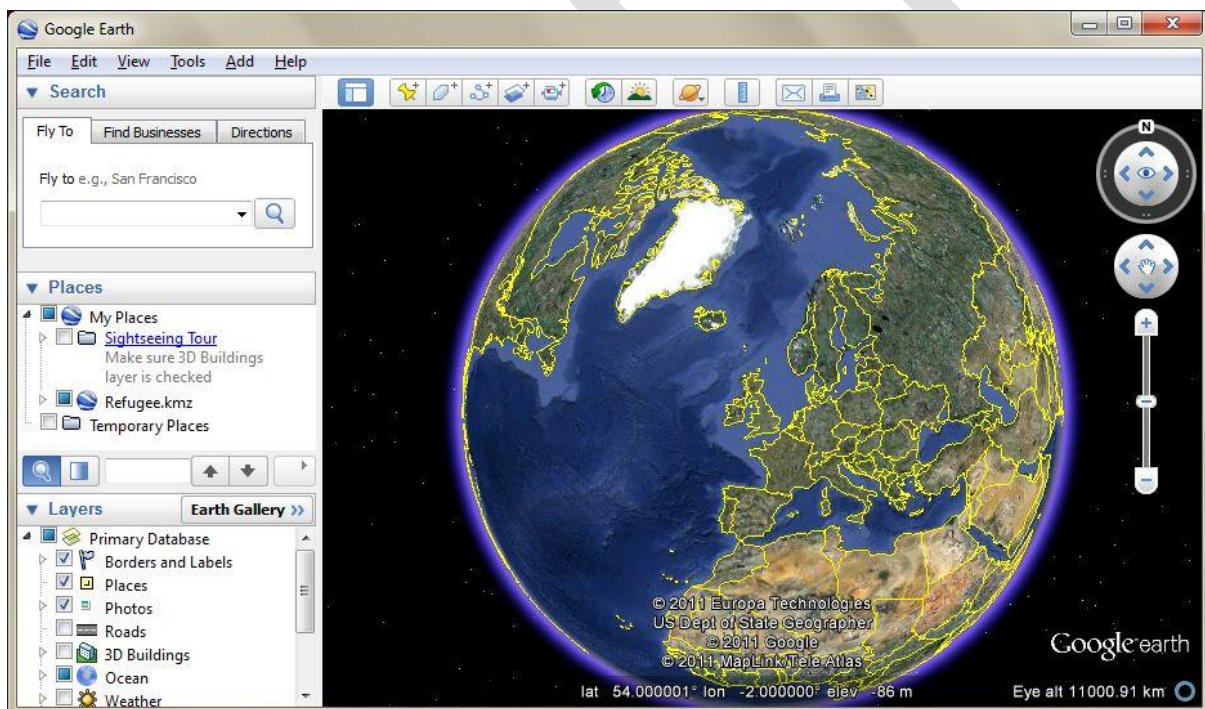 Google Earth
File Edit View Tools Add Help
Search
Fly To Find Businesses Directions
Fly to e.g., San Francisco
Places
My Places
Sightseeing Tour
Make sure 3D Buildings
layer is checked
Refugee.kmz
Temporary Places
Layers Earth Gallery >>
Primary Database
Borders and Labels
Places
Photos
Roads
3D Buildings
Ocean
Weather
N
© 2011 Europa Technologies
US Dept of State Geographer
© 2011 Google
© 2011 MapLink/Tele Atlas
Google earth
lat 54.000001° lon -2.000000° elev -86 m Eye alt 11000.91 km